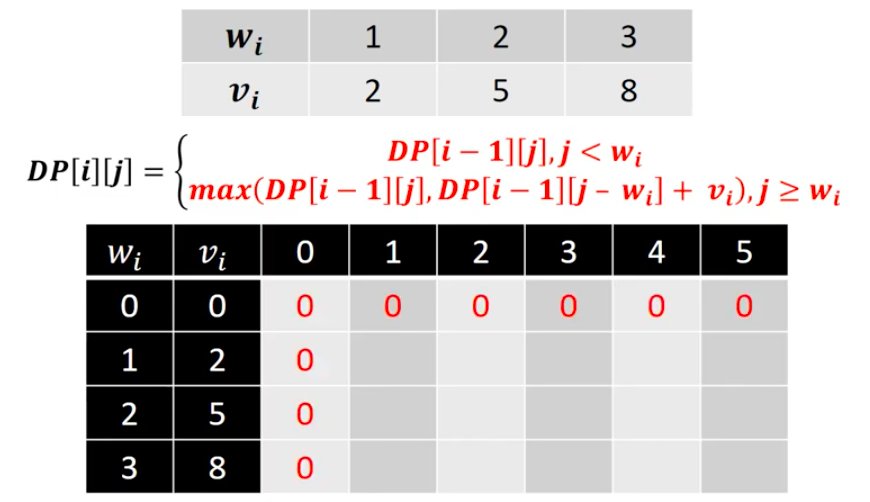 wᵢ 1 2 3
vᵢ 2 5 8
DP[i][j] = {
DP[i − 1][j], j < wᵢ
max(DP[i − 1][j], DP[i − 1][j – wᵢ] + vᵢ), j ≥ wᵢ
wᵢ vᵢ 0 1 2 3 4 5
0 0 0 0 0 0 0 0
1 2 0
2 5 0
3 8 0